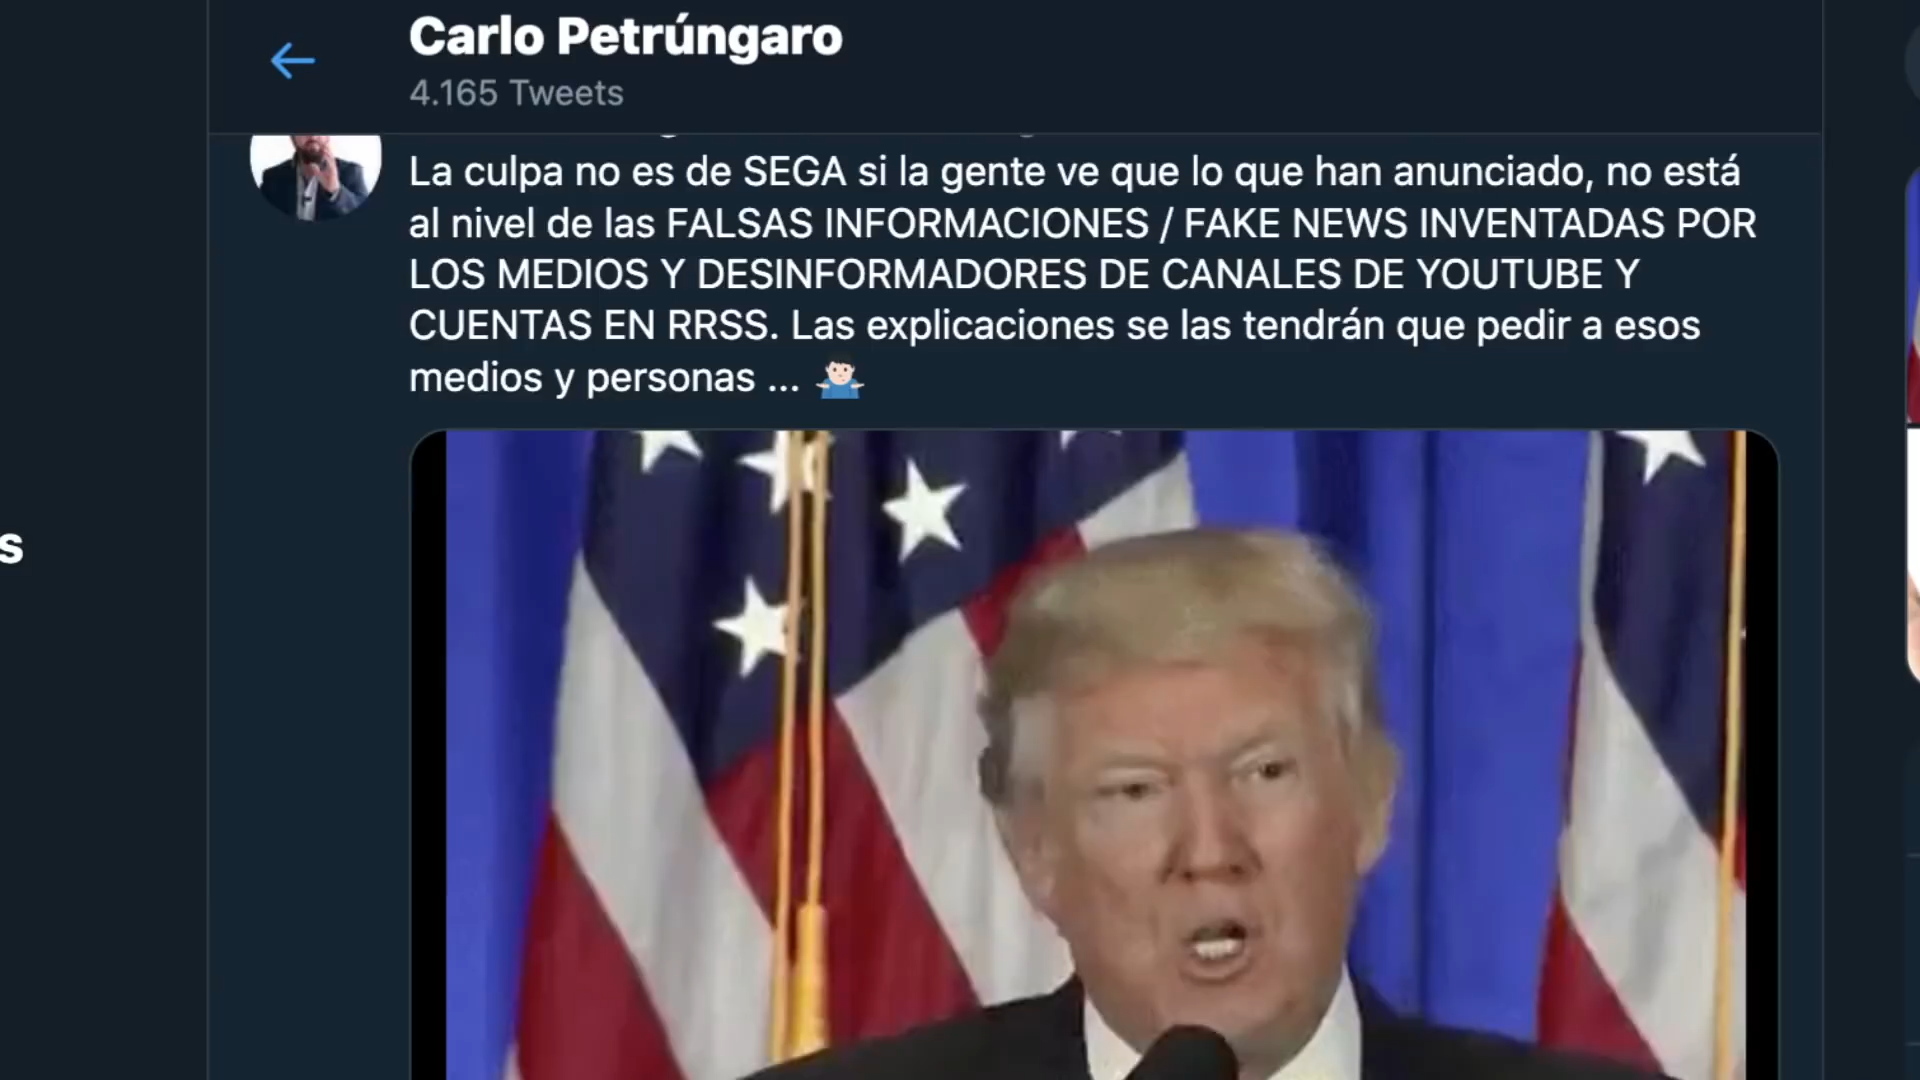 Carlo Petrúngaro
4.165 Tweets
La culpa no es de SEGA si la gente ve que lo que han anunciado, no está
al nivel de las FALSAS INFORMACIONES / FAKE NEWS INVENTADAS POR
LOS MEDIOS Y DESINFORMADORES DE CANALES DE YOUTUBE Y
CUENTAS EN RRSS. Las explicaciones se las tendrán que pedir a esos
medios y personas ... 🤷🏻‍♂️
s